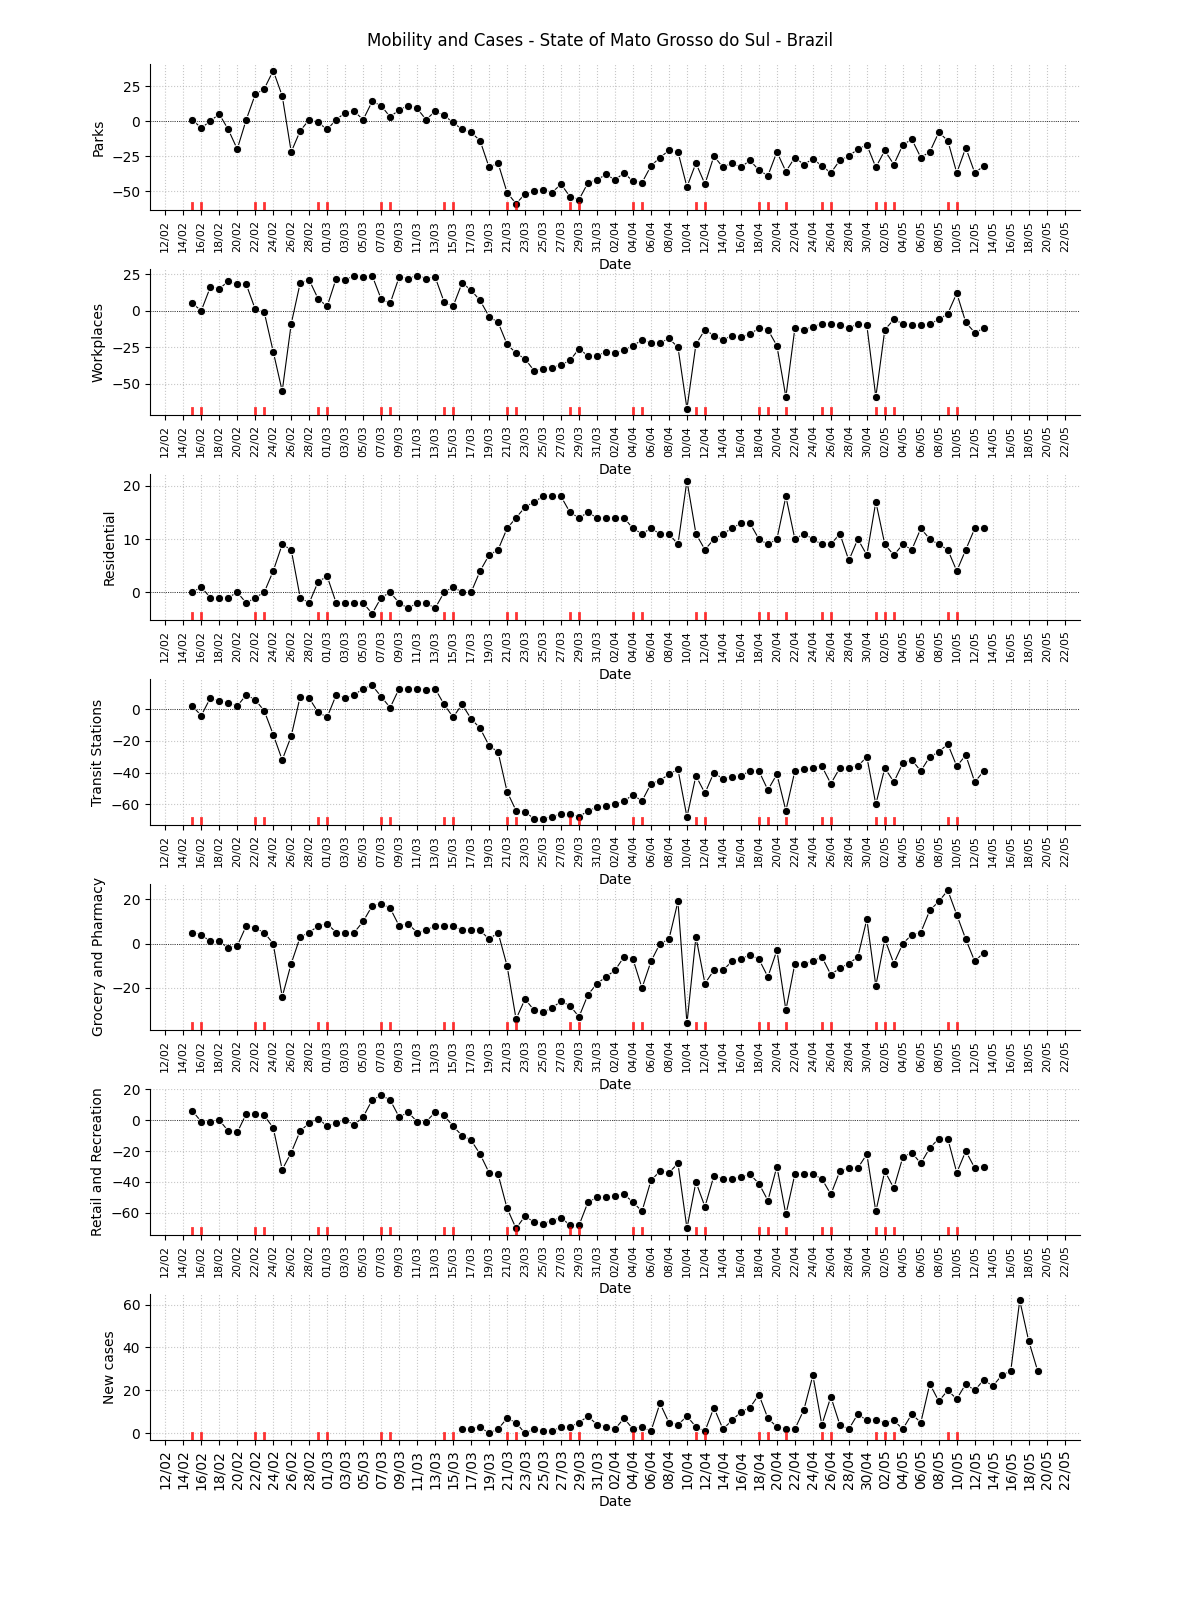 Mobility and Cases - State of Mato Grosso do Sul - Brazil
Parks
25
0
−25
−50
12/02 14/02 16/02 18/02 20/02 22/02 24/02 26/02 28/02 01/03 03/03 05/03 07/03 09/03 11/03 13/03 15/03 17/03 19/03 21/03 23/03 25/03 27/03 29/03 31/03 02/04 04/04 06/04 08/04 10/04 12/04 14/04 16/04 18/04 20/04 22/04 24/04 26/04 28/04 30/04 02/05 04/05 06/05 08/05 10/05 12/05 14/05 16/05 18/05 20/05 22/05
Date
Workplaces
25
0
−25
−50
12/02 14/02 16/02 18/02 20/02 22/02 24/02 26/02 28/02 01/03 03/03 05/03 07/03 09/03 11/03 13/03 15/03 17/03 19/03 21/03 23/03 25/03 27/03 29/03 31/03 02/04 04/04 06/04 08/04 10/04 12/04 14/04 16/04 18/04 20/04 22/04 24/04 26/04 28/04 30/04 02/05 04/05 06/05 08/05 10/05 12/05 14/05 16/05 18/05 20/05 22/05
Date
Residential
20
10
0
12/02 14/02 16/02 18/02 20/02 22/02 24/02 26/02 28/02 01/03 03/03 05/03 07/03 09/03 11/03 13/03 15/03 17/03 19/03 21/03 23/03 25/03 27/03 29/03 31/03 02/04 04/04 06/04 08/04 10/04 12/04 14/04 16/04 18/04 20/04 22/04 24/04 26/04 28/04 30/04 02/05 04/05 06/05 08/05 10/05 12/05 14/05 16/05 18/05 20/05 22/05
Date
Transit Stations
0
−20
−40
−60
12/02 14/02 16/02 18/02 20/02 22/02 24/02 26/02 28/02 01/03 03/03 05/03 07/03 09/03 11/03 13/03 15/03 17/03 19/03 21/03 23/03 25/03 27/03 29/03 31/03 02/04 04/04 06/04 08/04 10/04 12/04 14/04 16/04 18/04 20/04 22/04 24/04 26/04 28/04 30/04 02/05 04/05 06/05 08/05 10/05 12/05 14/05 16/05 18/05 20/05 22/05
Date
Grocery and Pharmacy
20
0
−20
12/02 14/02 16/02 18/02 20/02 22/02 24/02 26/02 28/02 01/03 03/03 05/03 07/03 09/03 11/03 13/03 15/03 17/03 19/03 21/03 23/03 25/03 27/03 29/03 31/03 02/04 04/04 06/04 08/04 10/04 12/04 14/04 16/04 18/04 20/04 22/04 24/04 26/04 28/04 30/04 02/05 04/05 06/05 08/05 10/05 12/05 14/05 16/05 18/05 20/05 22/05
Date
Retail and Recreation
20
0
−20
−40
−60
12/02 14/02 16/02 18/02 20/02 22/02 24/02 26/02 28/02 01/03 03/03 05/03 07/03 09/03 11/03 13/03 15/03 17/03 19/03 21/03 23/03 25/03 27/03 29/03 31/03 02/04 04/04 06/04 08/04 10/04 12/04 14/04 16/04 18/04 20/04 22/04 24/04 26/04 28/04 30/04 02/05 04/05 06/05 08/05 10/05 12/05 14/05 16/05 18/05 20/05 22/05
Date
New cases
60
40
20
0
12/02 14/02 16/02 18/02 20/02 22/02 24/02 26/02 28/02 01/03 03/03 05/03 07/03 09/03 11/03 13/03 15/03 17/03 19/03 21/03 23/03 25/03 27/03 29/03 31/03 02/04 04/04 06/04 08/04 10/04 12/04 14/04 16/04 18/04 20/04 22/04 24/04 26/04 28/04 30/04 02/05 04/05 06/05 08/05 10/05 12/05 14/05 16/05 18/05 20/05 22/05
Date